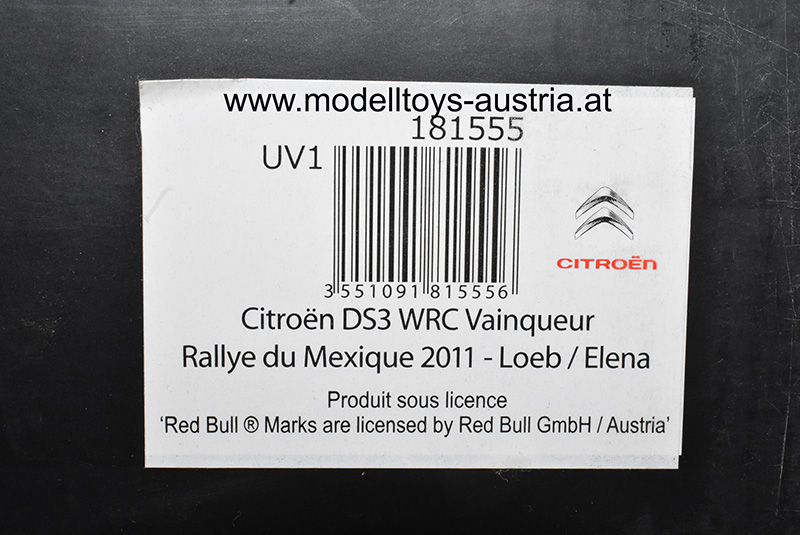 www.modelltoys-austria.at
181555
UV1
3 551091 815556
CITROËN
Citroën DS3 WRC Vainqueur
Rallye du Mexique 2011 - Loeb / Elena
Produit sous licence
‘Red Bull ® Marks are licensed by Red Bull GmbH / Austria’